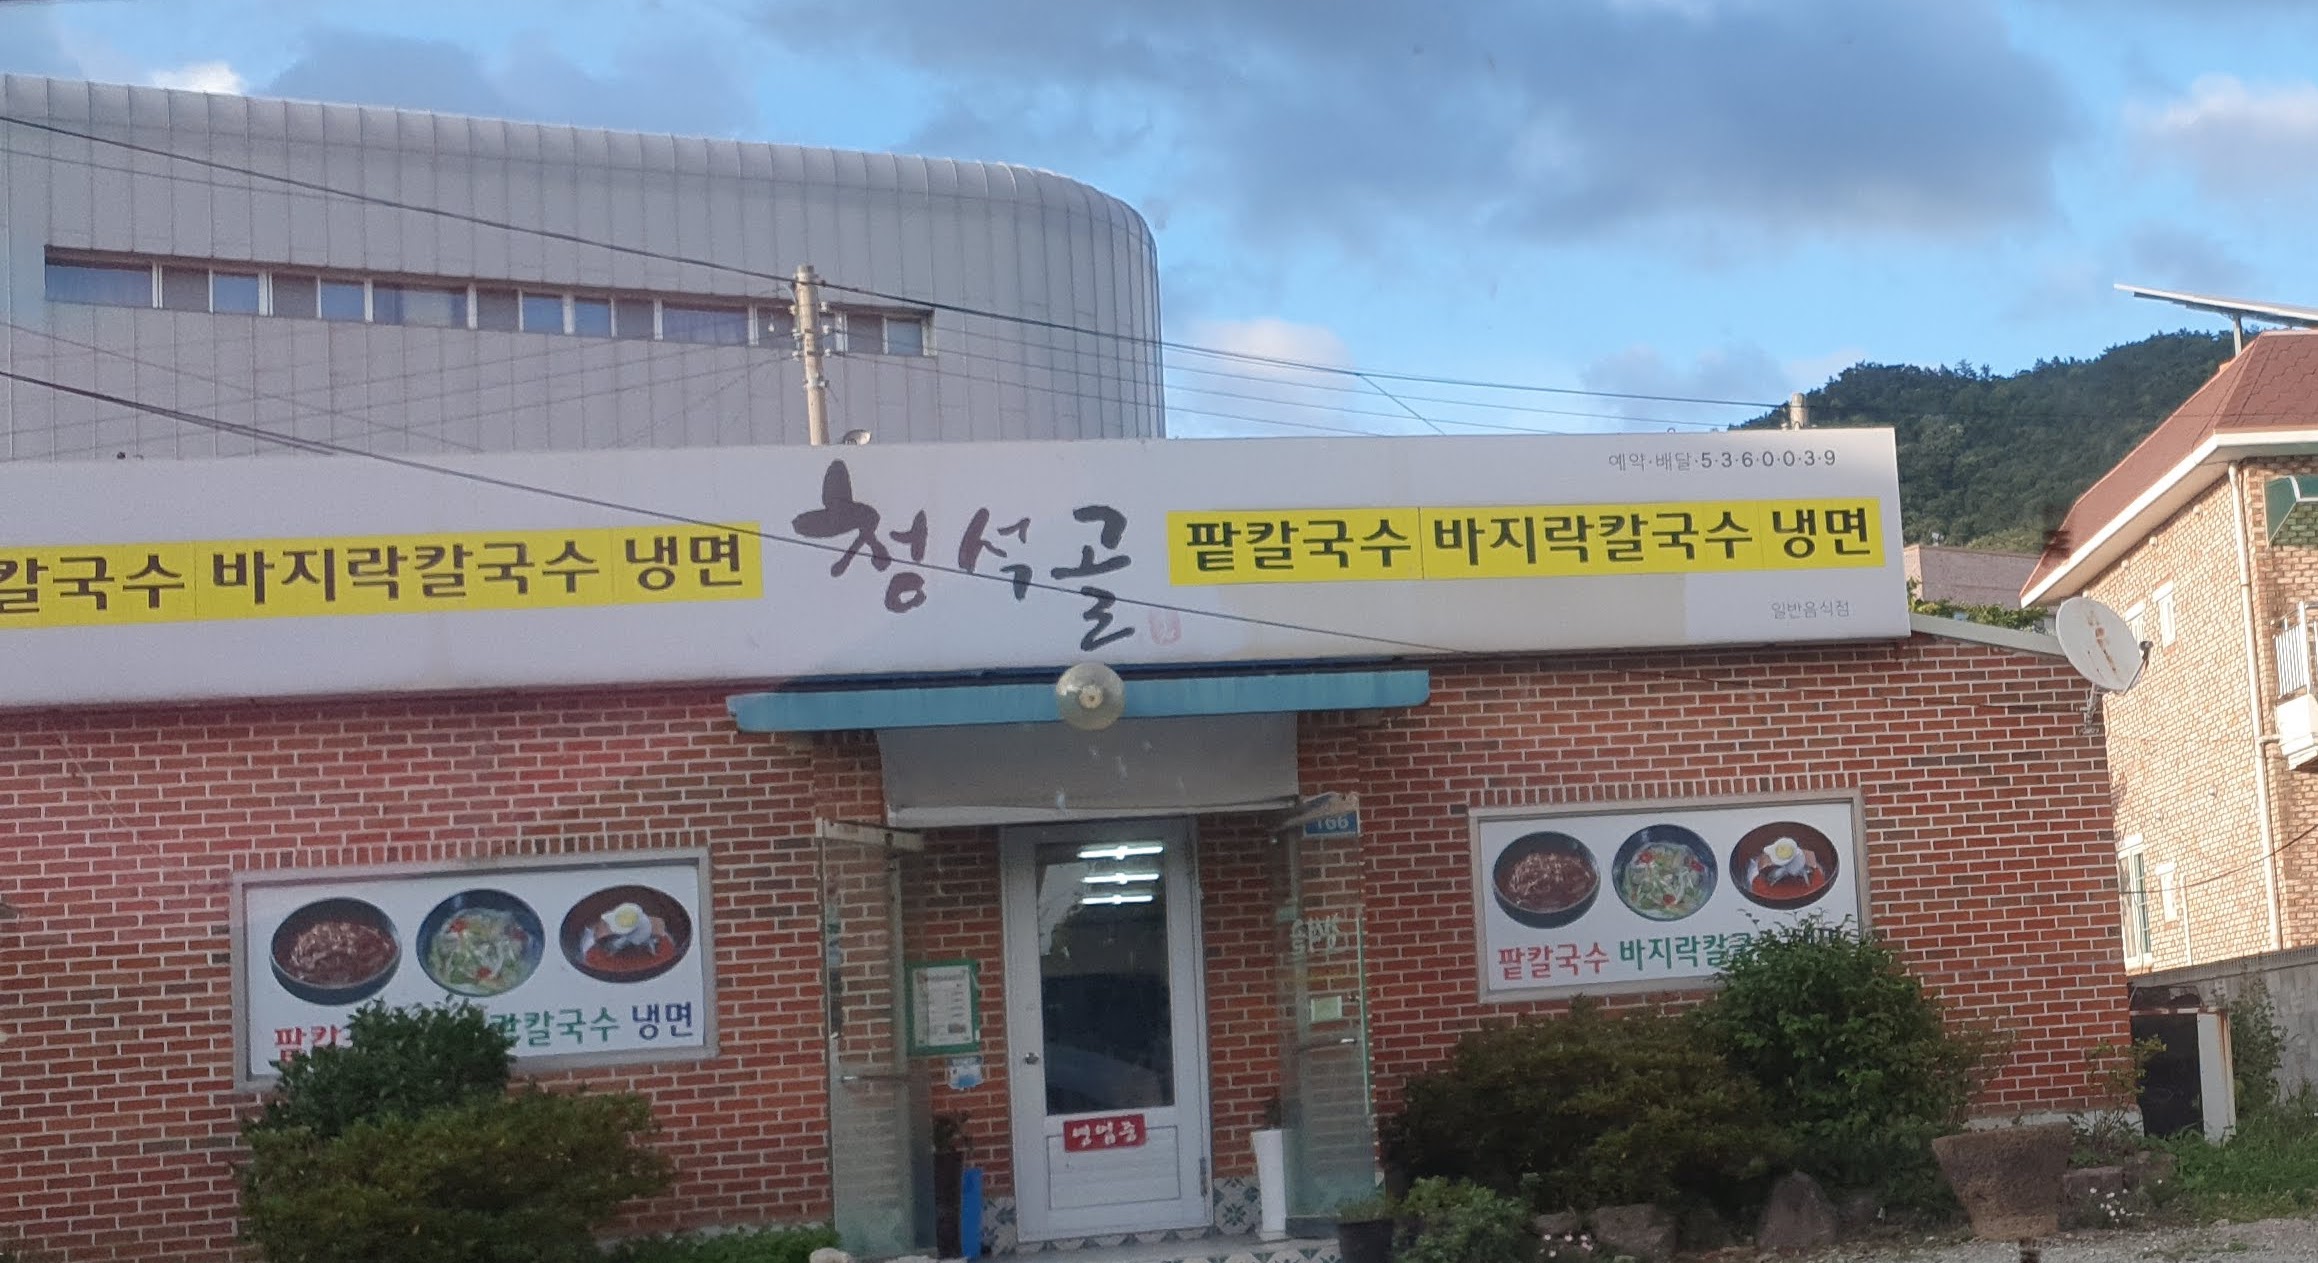 예약·배달·5·3·6·0·0·3·9
칼국수 바지락칼국수 냉면
청석골
팥칼국수 바지락칼국수 냉면
일반음식점
166
팥칼국수 바지락칼국
칼국수 냉면
영업중